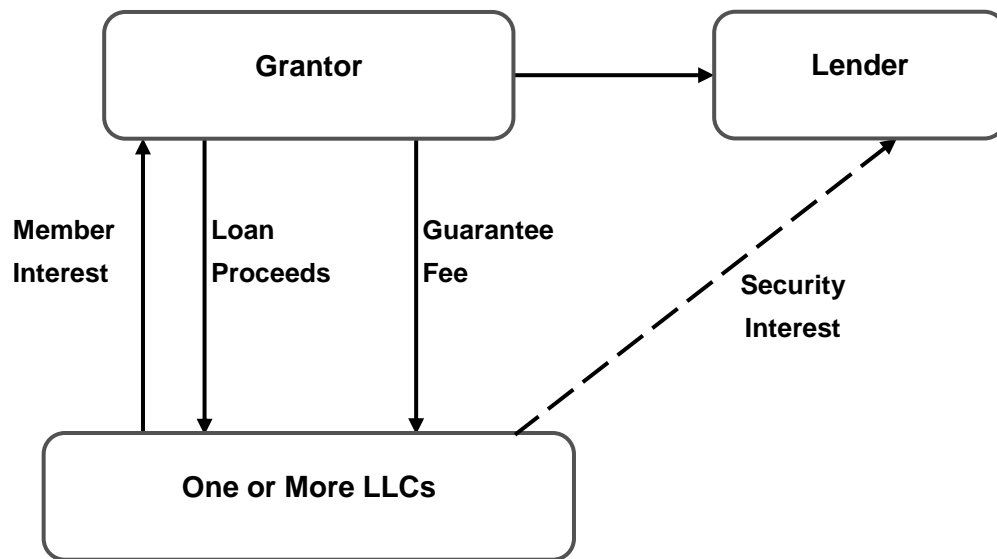 Grantor
Lender
Member
Interest
Loan
Proceeds
Guarantee
Fee
Security
Interest
One or More LLCs